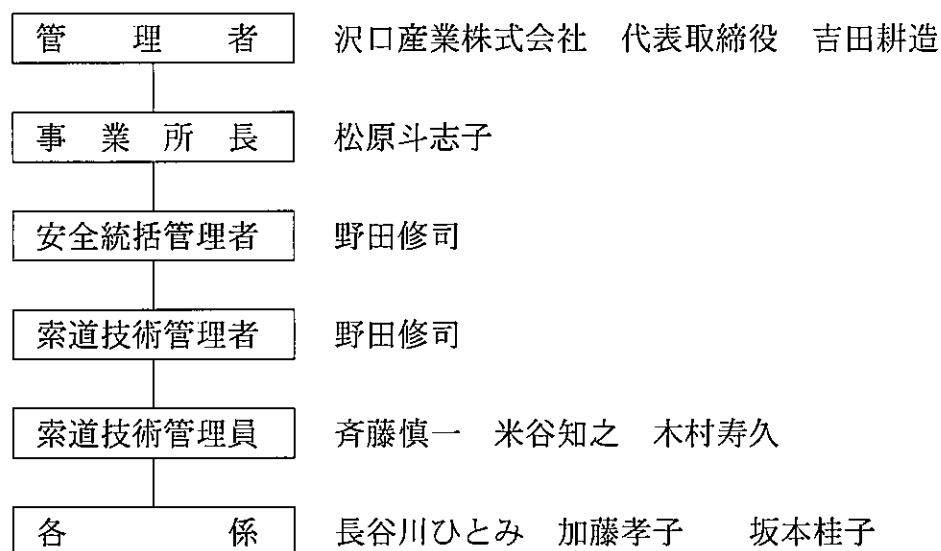 管理者 沢口産業株式会社 代表取締役 吉田耕造
事業所長 松原斗志子
安全統括管理者 野田修司
索道技術管理者 野田修司
索道技術管理員 斉藤慎一 米谷知之 木村寿久
各係 長谷川ひとみ 加藤孝子 坂本桂子